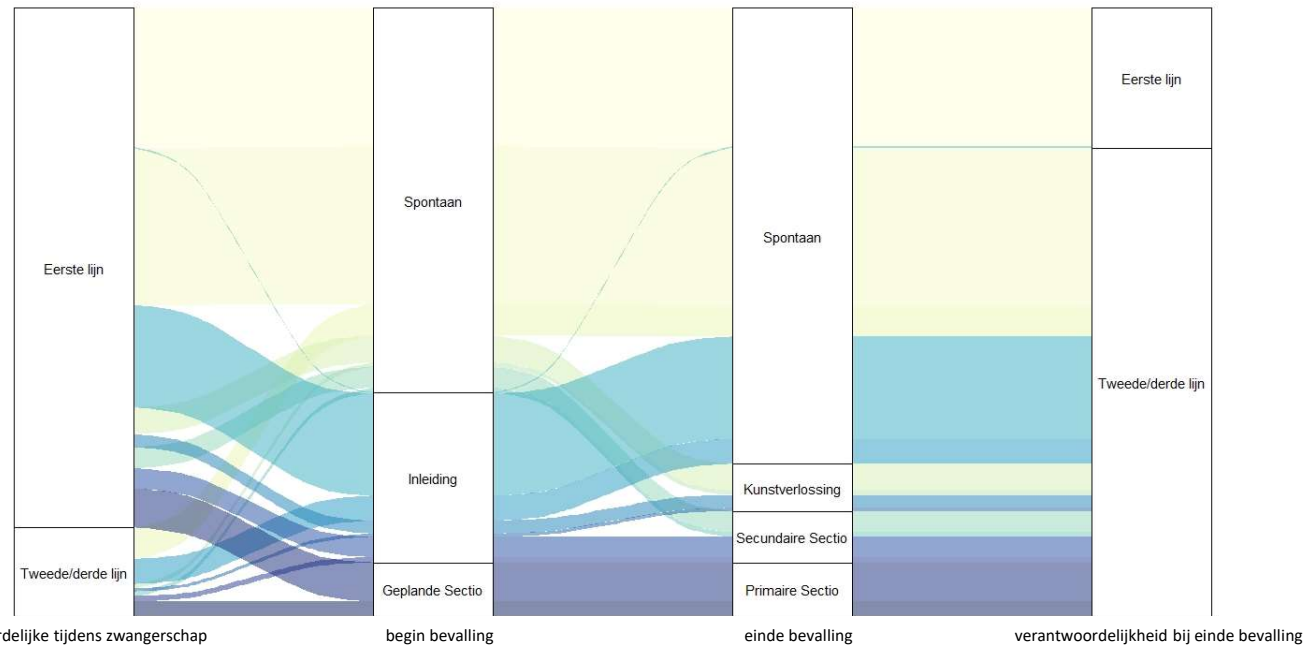 Eerste lijn
Tweede/derde lijn
Spontaan
Inleiding
Geplande Sectio
Spontaan
Kunstverlossing
Secundaire Sectio
Primaire Sectio
Eerste lijn
Tweede/derde lijn
rdelijke tijdens zwangerschap
begin bevalling
einde bevalling
verantwoordelijkheid bij einde bevalling